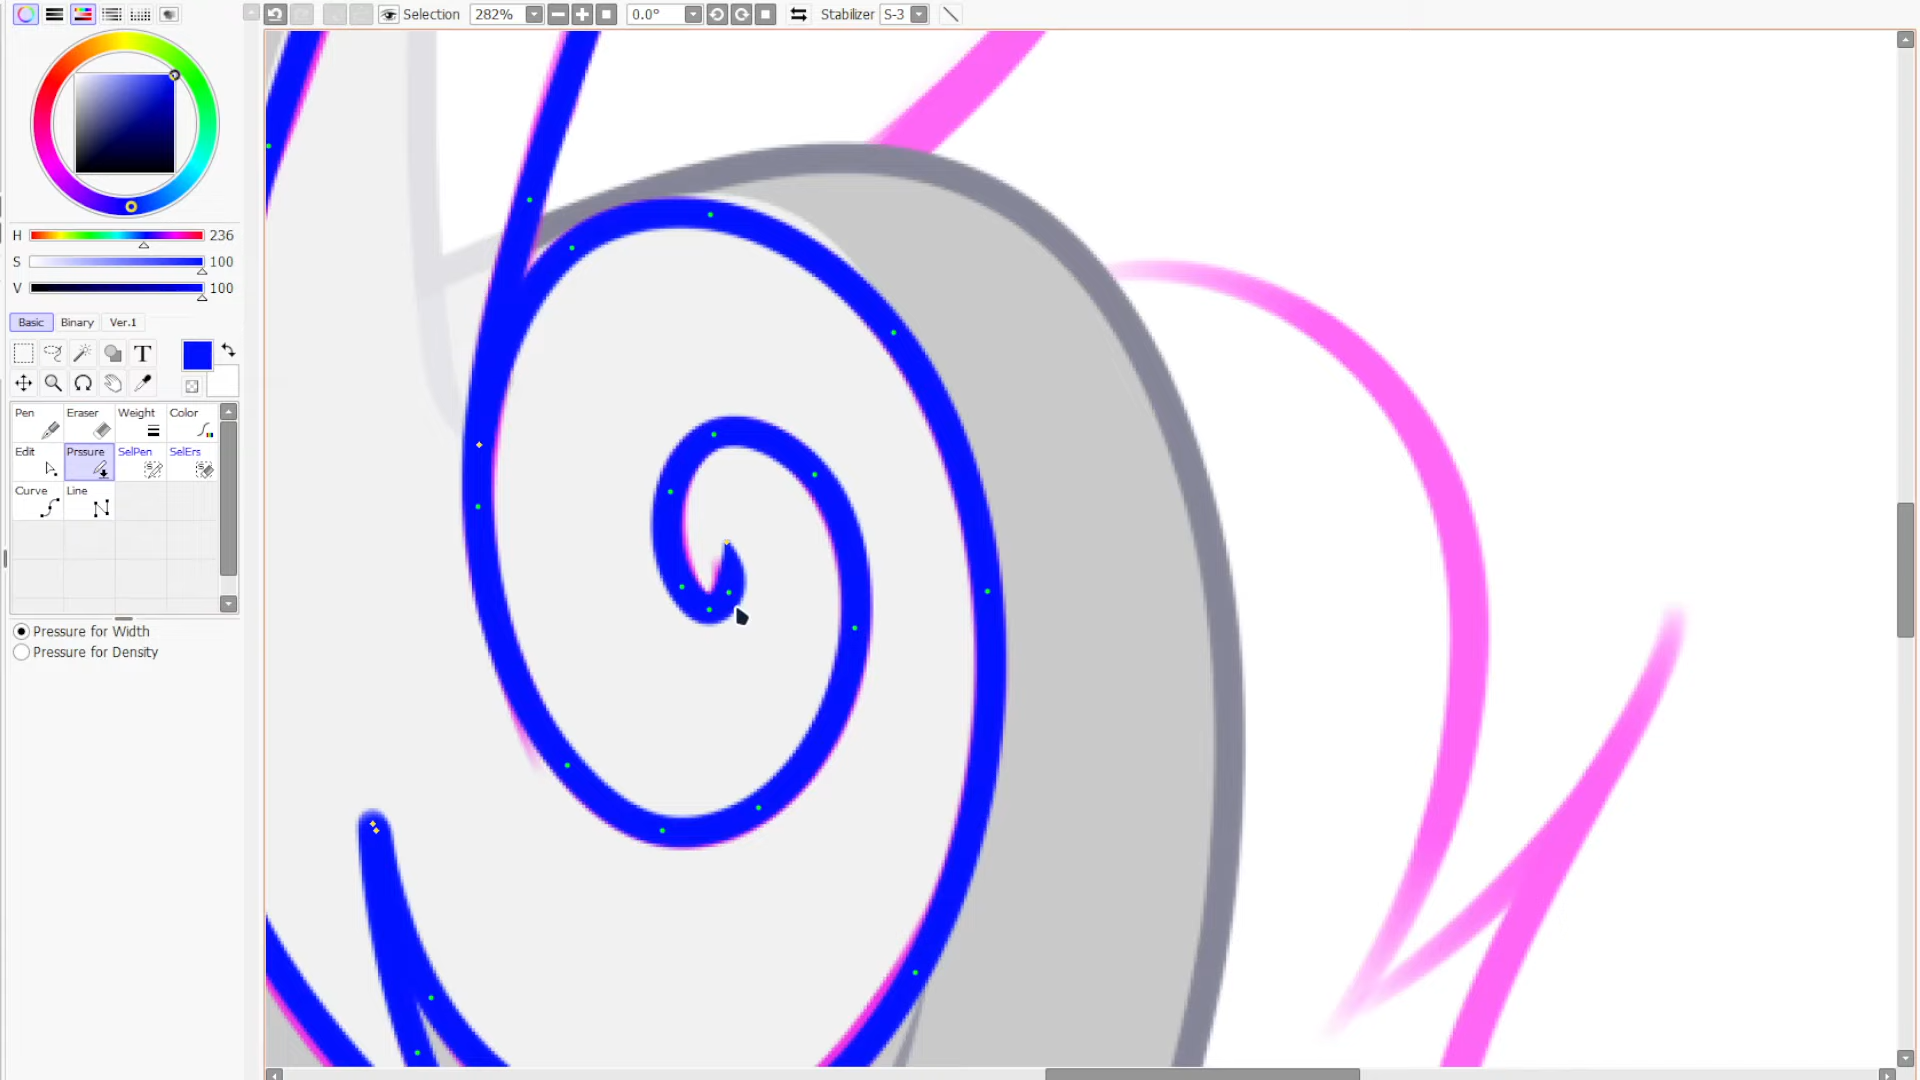 Selection 282% 0.0° Stabilizer S-3
H 236
S 100
V 100
Basic Binary Ver.1
T
Pen Eraser Weight Color
Edit Prssure SelPen SelErs
Curve Line
Pressure for Width
Pressure for Density